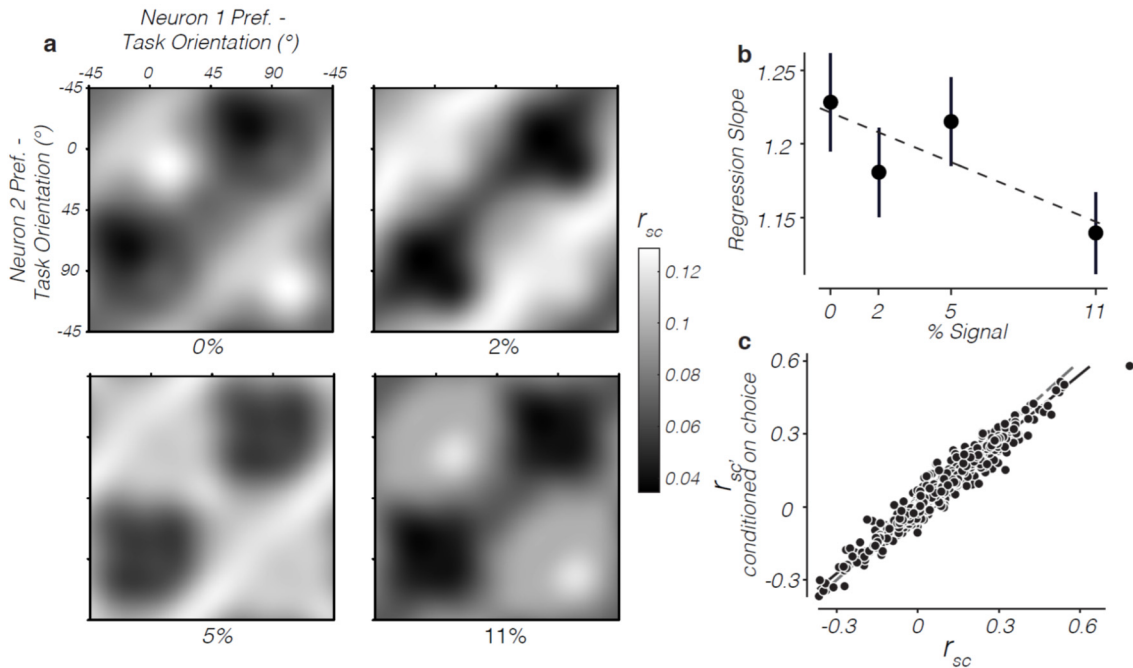 a
Neuron 1 Pref. -
Task Orientation (°)
-45 0 45 90 -45
Neuron 2 Pref. -
Task Orientation (°)
-45
0
45
90
-45
0%
2%
5%
11%
r_sc
0.12
0.1
0.08
0.06
0.04
b
Regression Slope
1.25
1.2
1.15
0 2 5 11
% Signal
c
r_sc'
conditioned on choice
0.6
0.3
0
-0.3
-0.3 0 0.3 0.6
r_sc